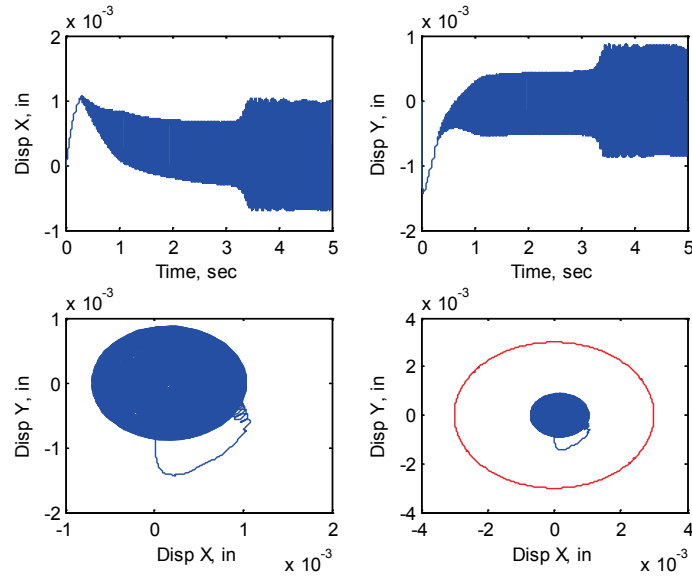 x 10-3
2
1
0
-1
Disp X, in
0 1 2 3 4 5
Time, sec
x 10-3
1
0
-1
-2
Disp Y, in
0 1 2 3 4 5
Time, sec
x 10-3
1
0
-1
-2
Disp Y, in
-1 0 1 2
Disp X, in
x 10-3
x 10-3
4
2
0
-2
-4
Disp Y, in
-4 -2 0 2 4
Disp X, in
x 10-3